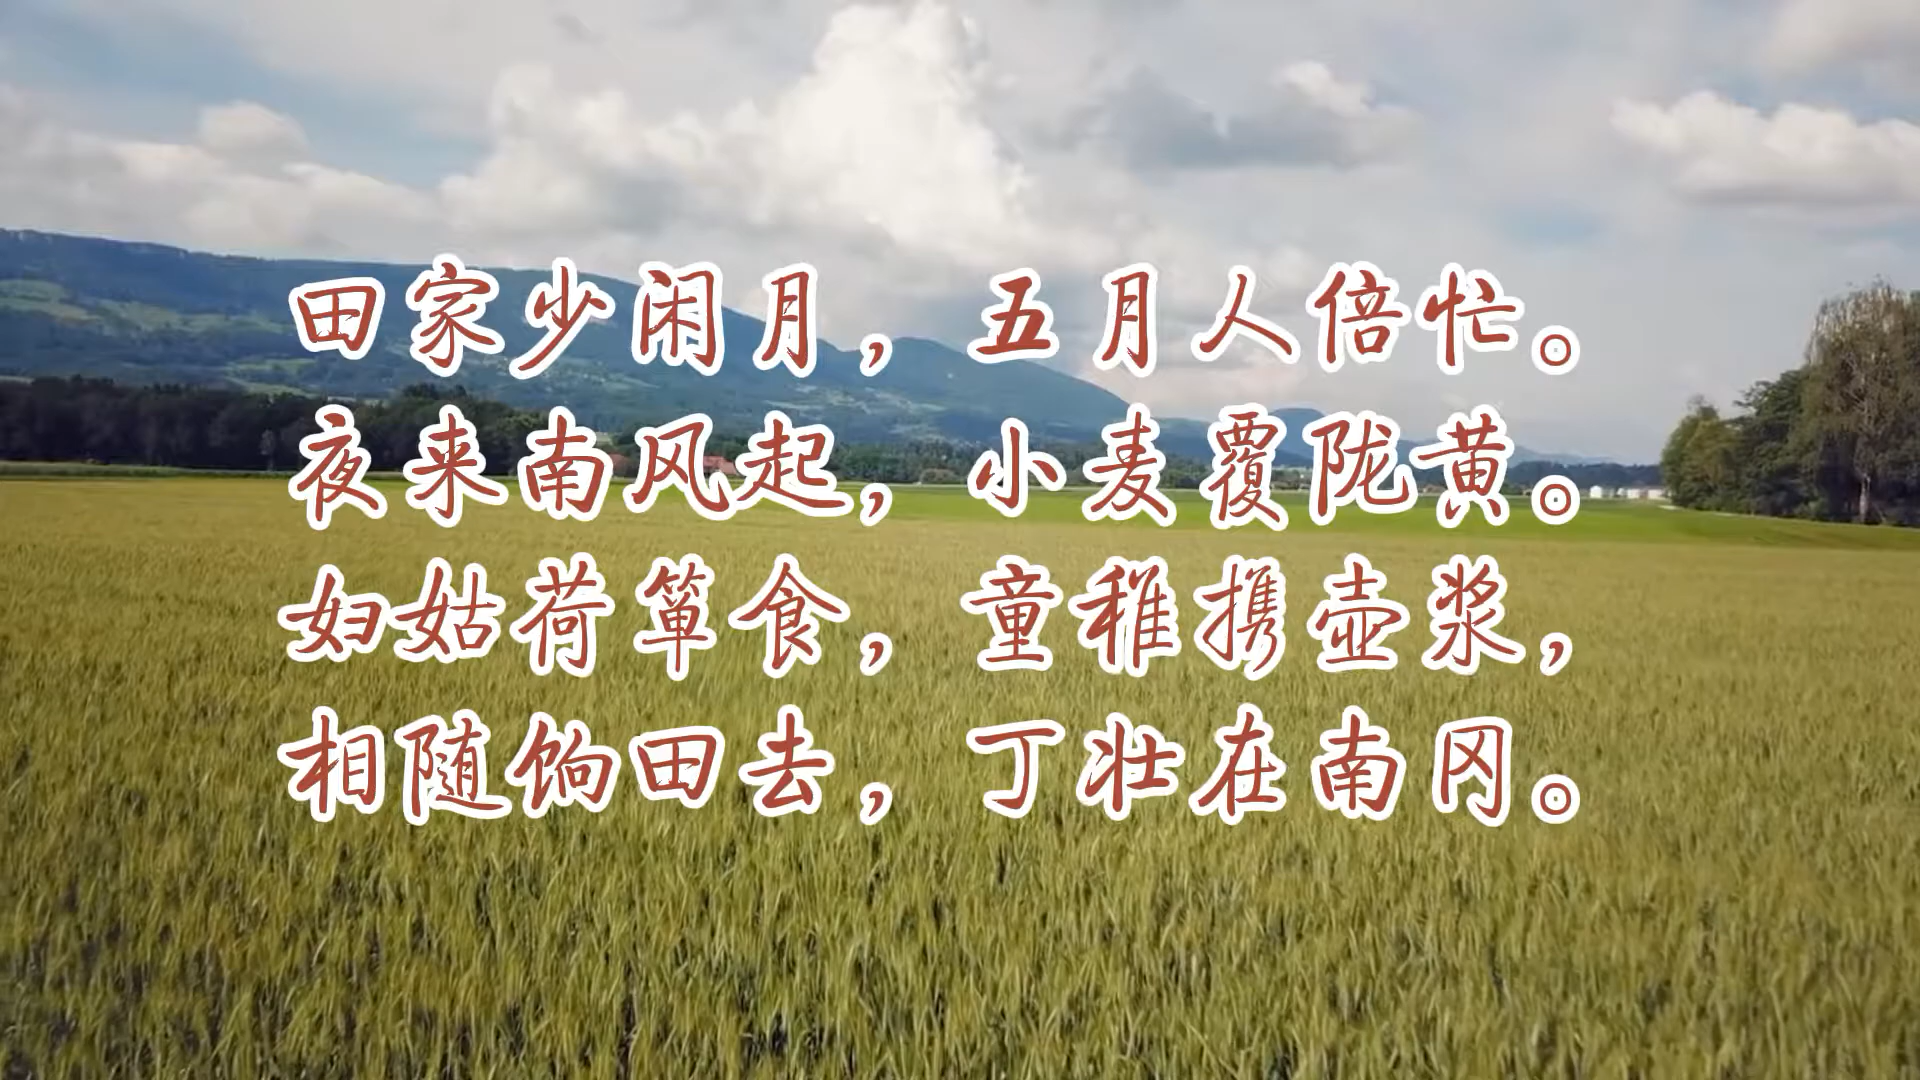 田家少闲月，五月人倍忙。
夜来南风起，小麦覆陇黄。
妇姑荷箪食，童稚携壶浆，
相随饷田去，丁壮在南冈。